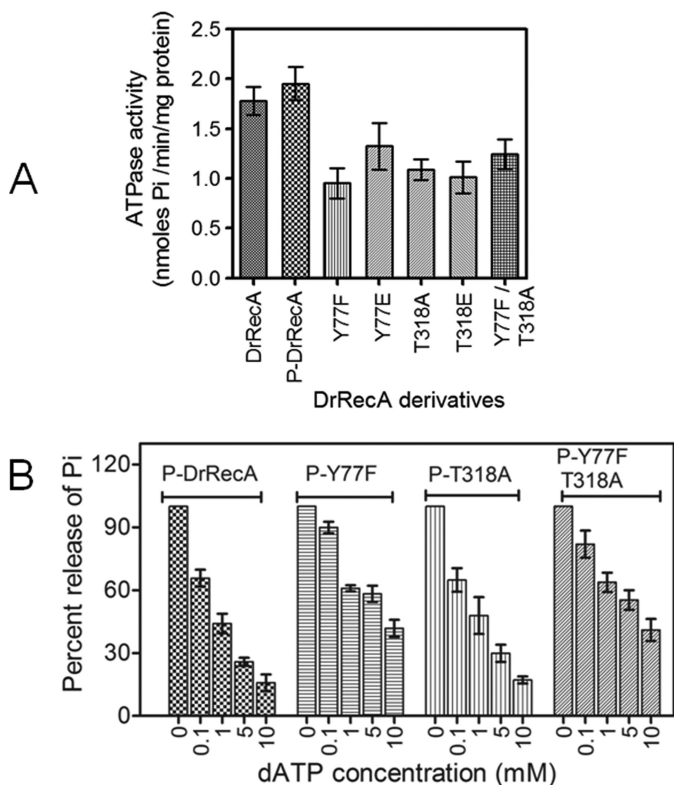 A
ATPase activity
(nmoles Pi /min/mg protein)
2.5
2.0
1.5
1.0
0.5
0.0
DrRecA
P-DrRecA
Y77F
Y77E
T318A
T318E
Y77F /
T318A
DrRecA derivatives
B
Percent release of Pi
120
90
60
30
0
P-DrRecA
P-Y77F
P-T318A
P-Y77F
T318A
0 0.1 1 5 10 0 0.1 1 5 10 0 0.1 1 5 10 0 0.1 1 5 10
dATP concentration (mM)